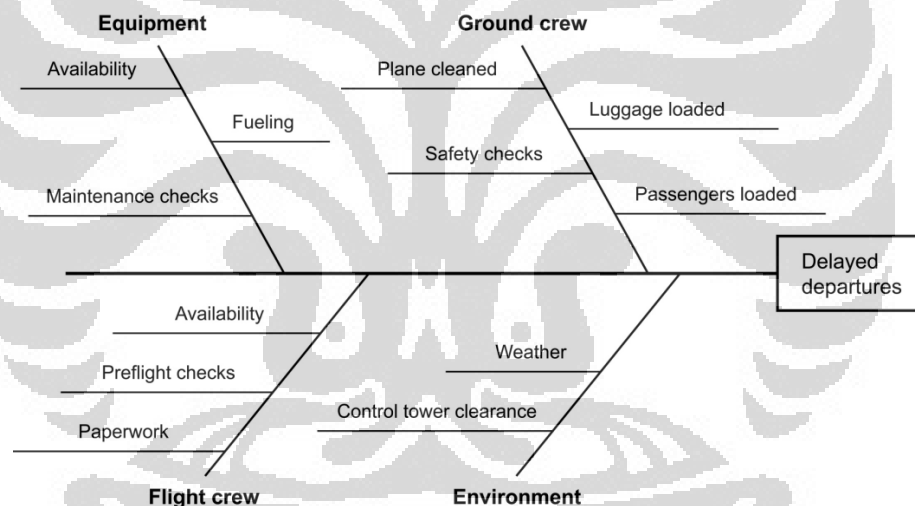 Equipment
Ground crew
Availability
Plane cleaned
Fueling
Luggage loaded
Safety checks
Maintenance checks
Passengers loaded
Delayed
departures
Availability
Weather
Preflight checks
Control tower clearance
Paperwork
Flight crew
Environment